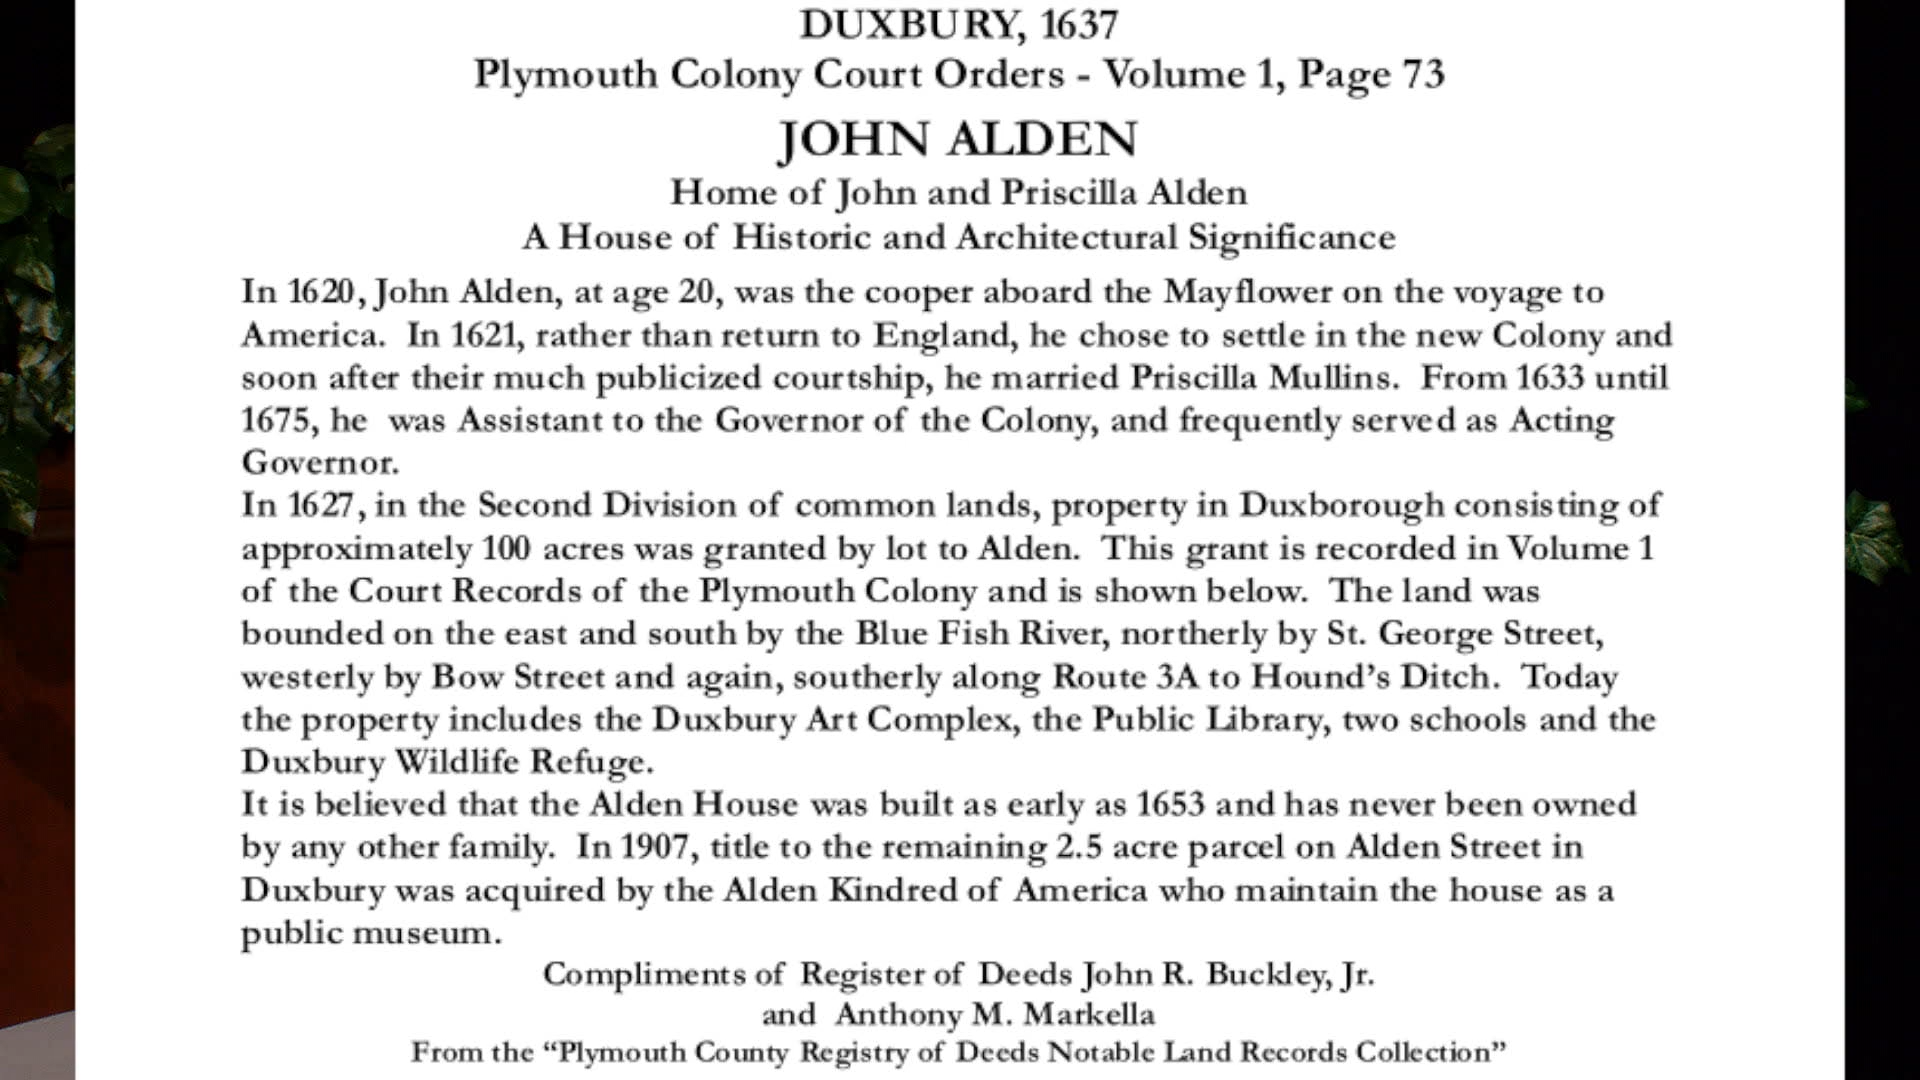 DUXBURY, 1637
Plymouth Colony Court Orders - Volume 1, Page 73
JOHN ALDEN
Home of John and Priscilla Alden
A House of Historic and Architectural Significance
In 1620, John Alden, at age 20, was the cooper aboard the Mayflower on the voyage to
America. In 1621, rather than return to England, he chose to settle in the new Colony and
soon after their much publicized courtship, he married Priscilla Mullins. From 1633 until
1675, he was Assistant to the Governor of the Colony, and frequently served as Acting
Governor.
In 1627, in the Second Division of common lands, property in Duxborough consisting of
approximately 100 acres was granted by lot to Alden. This grant is recorded in Volume 1
of the Court Records of the Plymouth Colony and is shown below. The land was
bounded on the east and south by the Blue Fish River, northerly by St. George Street,
westerly by Bow Street and again, southerly along Route 3A to Hound's Ditch. Today
the property includes the Duxbury Art Complex, the Public Library, two schools and the
Duxbury Wildlife Refuge.
It is believed that the Alden House was built as early as 1653 and has never been owned
by any other family. In 1907, title to the remaining 2.5 acre parcel on Alden Street in
Duxbury was acquired by the Alden Kindred of America who maintain the house as a
public museum.
Compliments of Register of Deeds John R. Buckley, Jr.
and Anthony M. Markella
From the “Plymouth County Registry of Deeds Notable Land Records Collection”